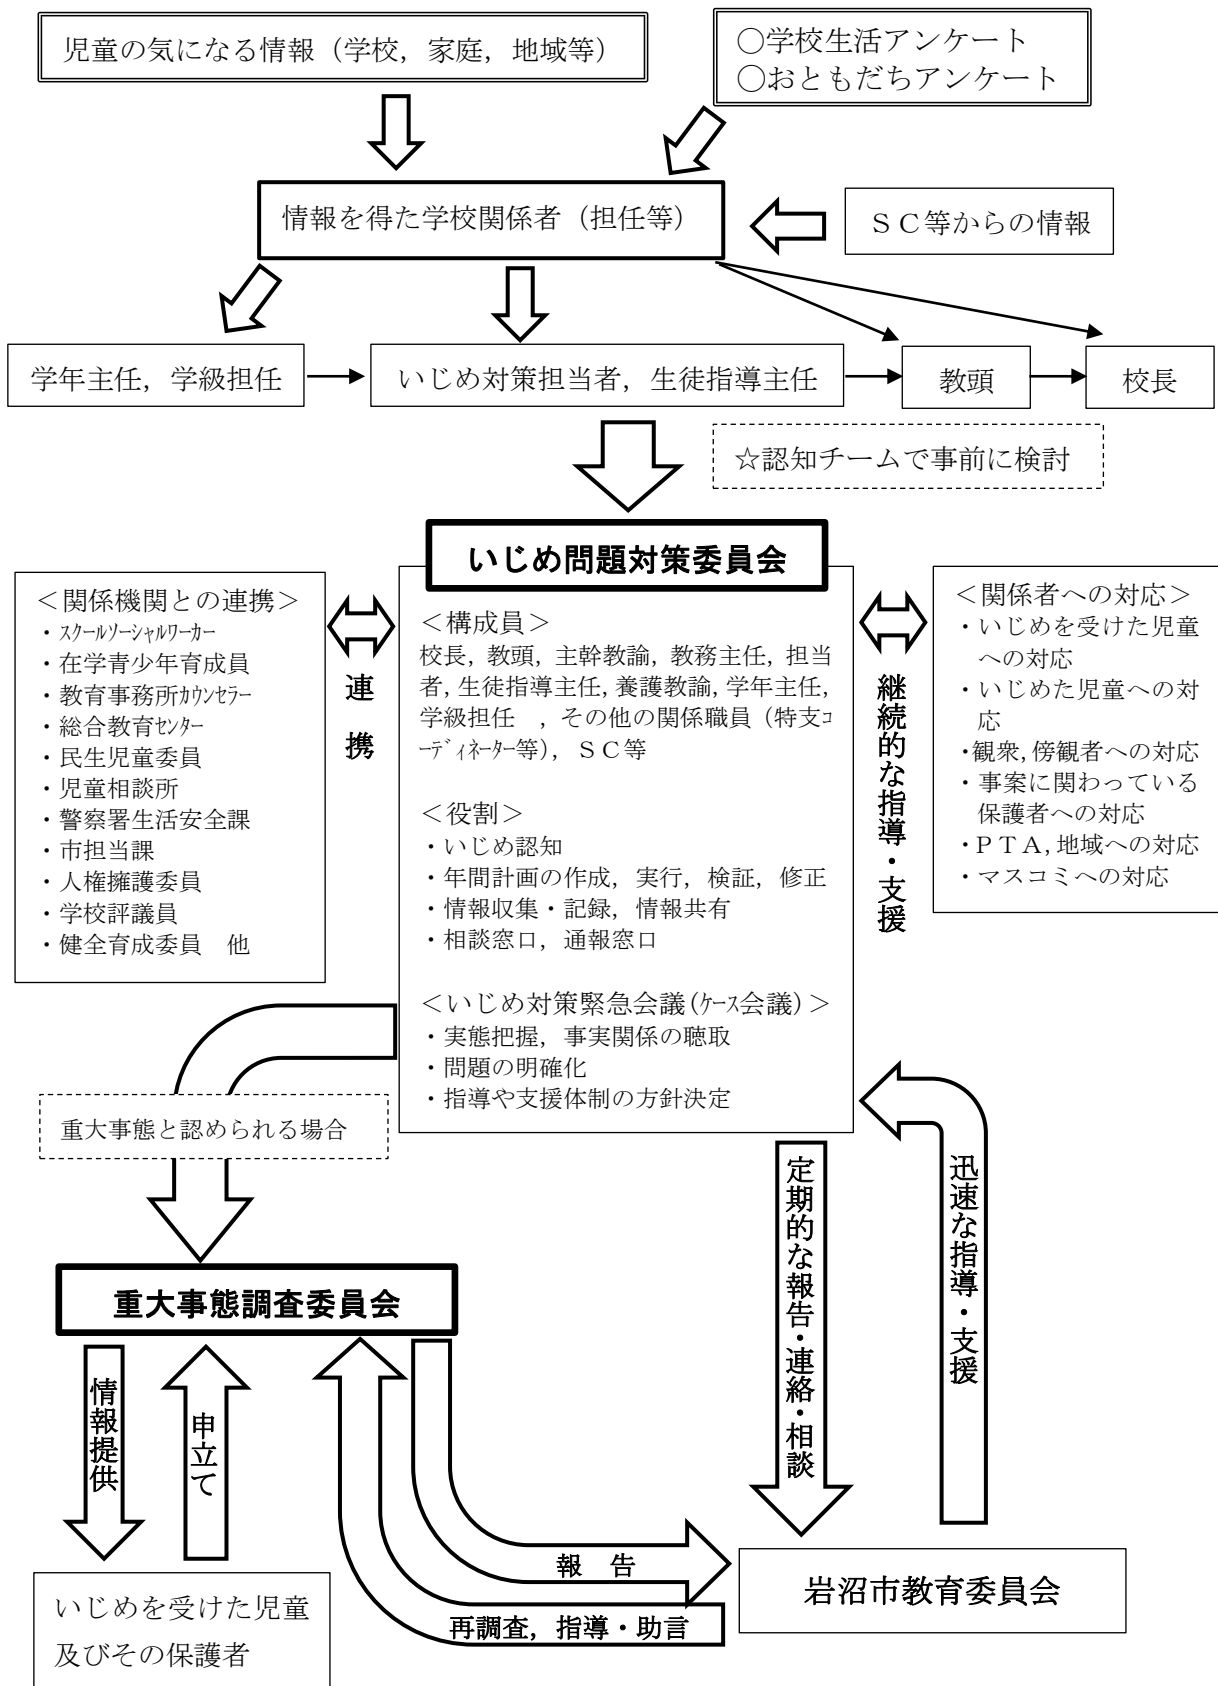 児童の気になる情報（学校，家庭，地域等）
○学校生活アンケート
○おともだちアンケート
情報を得た学校関係者（担任等）
ＳＣ等からの情報
学年主任，学級担任
いじめ対策担当者，生徒指導主任
教頭
校長
☆認知チームで事前に検討
いじめ問題対策委員会
＜関係機関との連携＞
・ｽｸｰﾙｿｰｼｬﾙﾜｰｶｰ
・在学青少年育成員
・教育事務所ｶｳﾝｾﾗｰ
・総合教育ｾﾝﾀｰ
・民生児童委員
・児童相談所
・警察署生活安全課
・市担当課
・人権擁護委員
・学校評議員
・健全育成委員　他
連携
＜構成員＞
校長，教頭，主幹教諭，教務主任，担当
者，生徒指導主任，養護教諭，学年主任，
学級担任　，その他の関係職員（特支ｺ
ｰﾃﾞｨﾈｰﾀｰ等），ＳＣ等
＜役割＞
・いじめ認知
・年間計画の作成，実行，検証，修正
・情報収集・記録，情報共有
・相談窓口，通報窓口
＜いじめ対策緊急会議(ｹｰｽ会議)＞
・実態把握，事実関係の聴取
・問題の明確化
・指導や支援体制の方針決定
継続的な指導・支援
＜関係者への対応＞
・いじめを受けた児童
への対応
・いじめた児童への対
応
・観衆，傍観者への対応
・事案に関わっている
保護者への対応
・ＰＴＡ，地域への対応
・マスコミへの対応
重大事態と認められる場合
定期的な報告・連絡・相談
迅速な指導・支援
重大事態調査委員会
情報提供
申立て
報　告
再調査，指導・助言
岩沼市教育委員会
いじめを受けた児童
及びその保護者